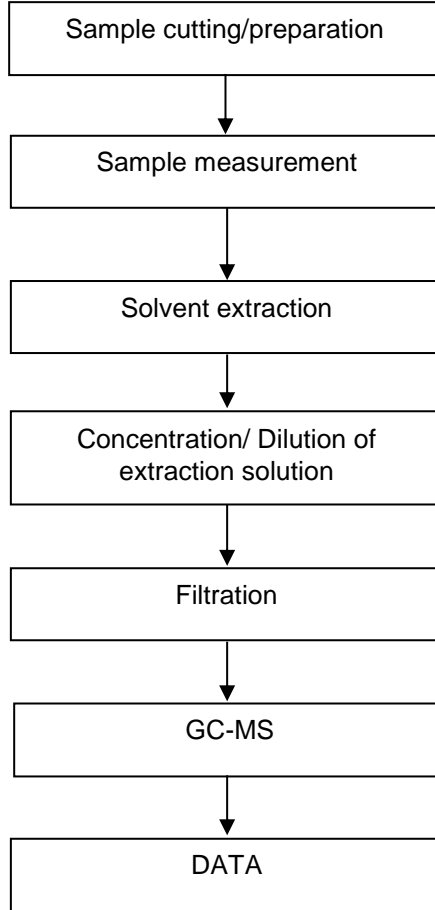 Sample cutting/preparation
Sample measurement
Solvent extraction
Concentration/ Dilution of
extraction solution
Filtration
GC-MS
DATA